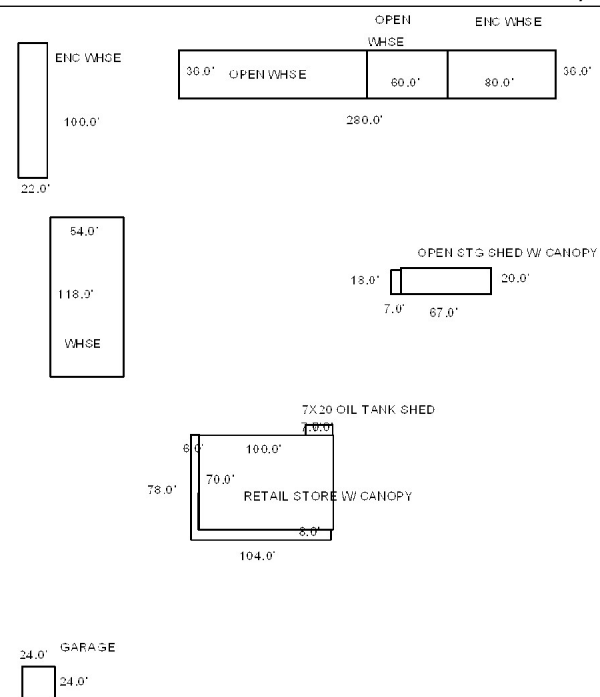 OPEN
WHSE
ENC WHSE
ENC WHSE
36.0'
OPEN WHSE
60.0'
80.0'
36.0'
100.0'
280.0'
22.0'
54.0'
118.0'
WHSE
OPEN STG SHED W/ CANOPY
18.0'
20.0'
7.0'
67.0'
7X20 OIL TANK SHED
6.0'
100.0'
70.0'
78.0'
RETAIL STORE W/ CANOPY
8.0'
104.0'
GARAGE
24.0'
24.0'